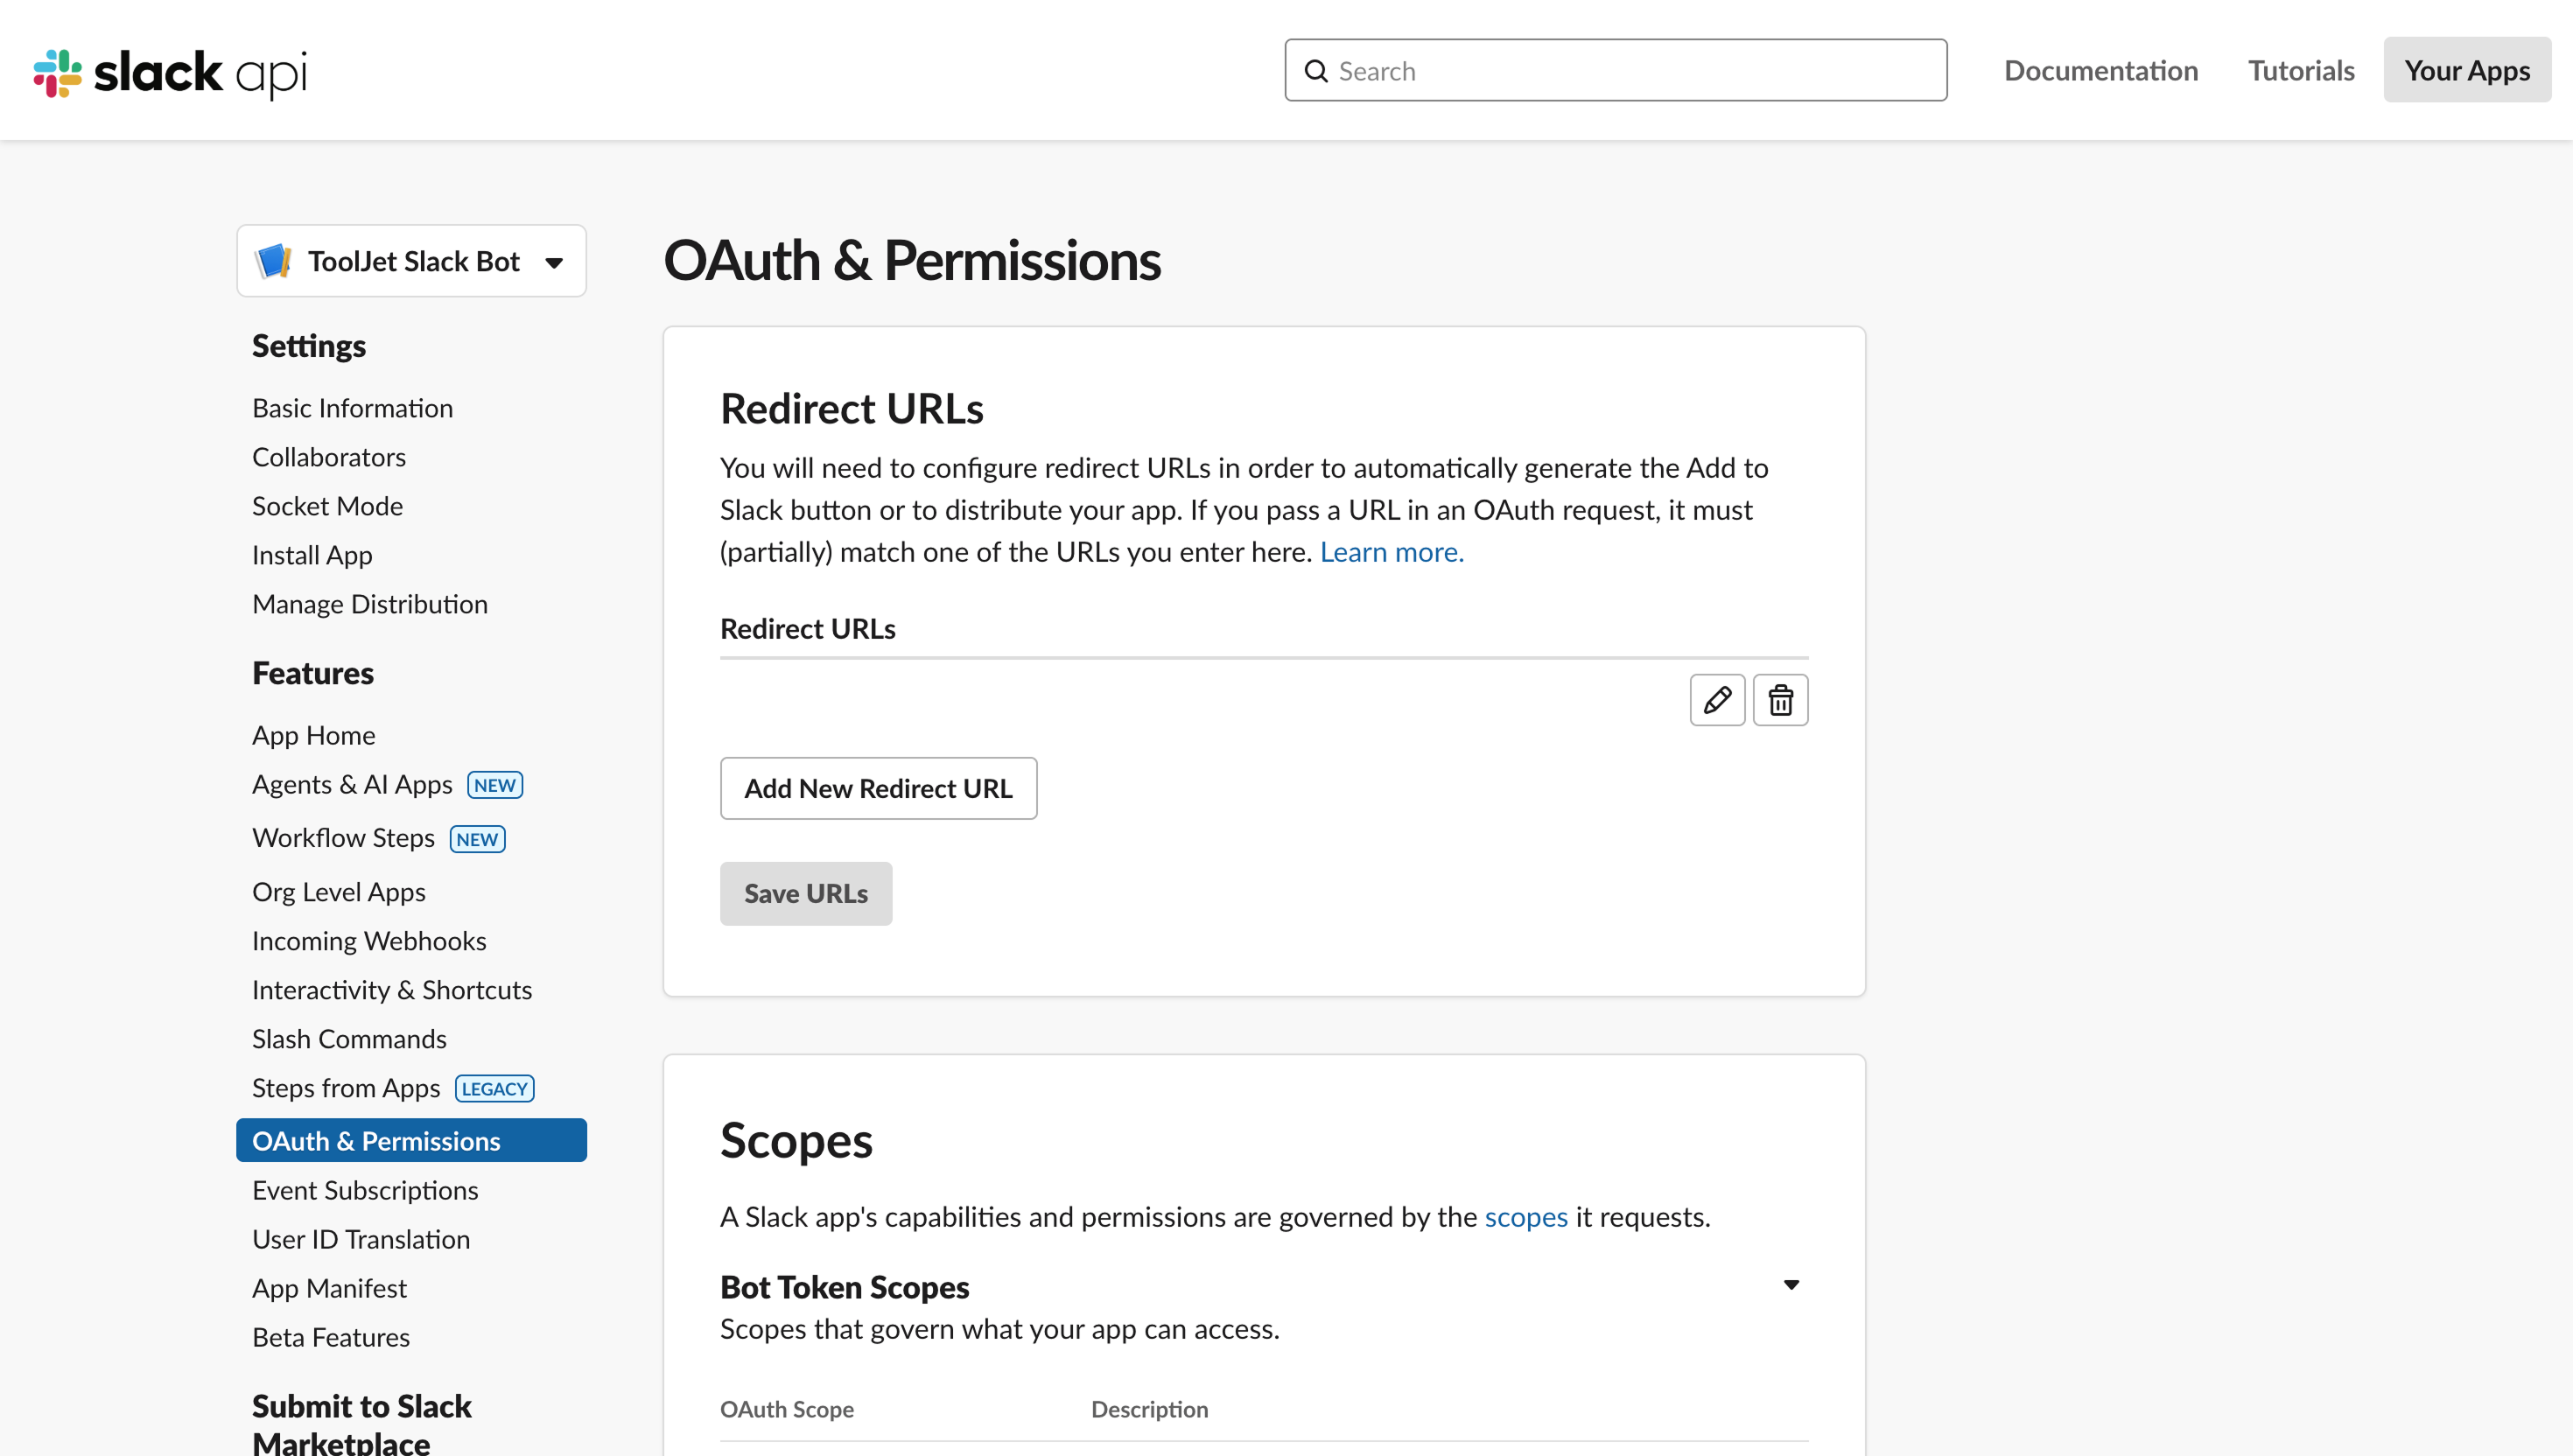 slack api
Search
Documentation
Tutorials
Your Apps
ToolJet Slack Bot
Settings
Basic Information
Collaborators
Socket Mode
Install App
Manage Distribution
Features
App Home
Agents & AI Apps NEW
Workflow Steps NEW
Org Level Apps
Incoming Webhooks
Interactivity & Shortcuts
Slash Commands
Steps from Apps LEGACY
OAuth & Permissions
Event Subscriptions
User ID Translation
App Manifest
Beta Features
Submit to Slack
Marketplace
OAuth & Permissions
Redirect URLs
You will need to configure redirect URLs in order to automatically generate the Add to
Slack button or to distribute your app. If you pass a URL in an OAuth request, it must
(partially) match one of the URLs you enter here. Learn more.
Redirect URLs
Add New Redirect URL
Save URLs
Scopes
A Slack app's capabilities and permissions are governed by the scopes it requests.
Bot Token Scopes
Scopes that govern what your app can access.
OAuth Scope
Description